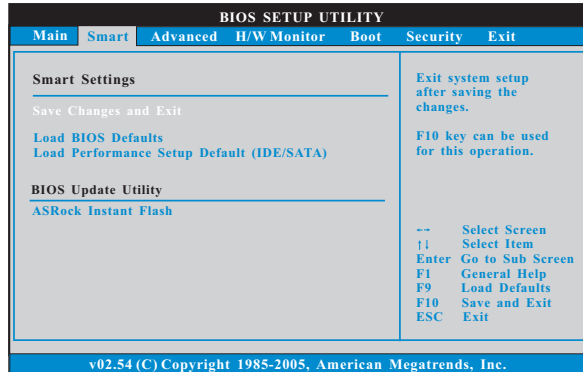 BIOS SETUP UTILITY
Main Smart Advanced H/W Monitor Boot Security Exit
Smart Settings
Save Changes and Exit
Load BIOS Defaults
Load Performance Setup Default (IDE/SATA)
BIOS Update Utility
ASRock Instant Flash
Exit system setup
after saving the
changes.
F10 key can be used
for this operation.
←→ Select Screen
↑↓ Select Item
Enter Go to Sub Screen
F1 General Help
F9 Load Defaults
F10 Save and Exit
ESC Exit
v02.54 (C) Copyright 1985-2005, American Megatrends, Inc.